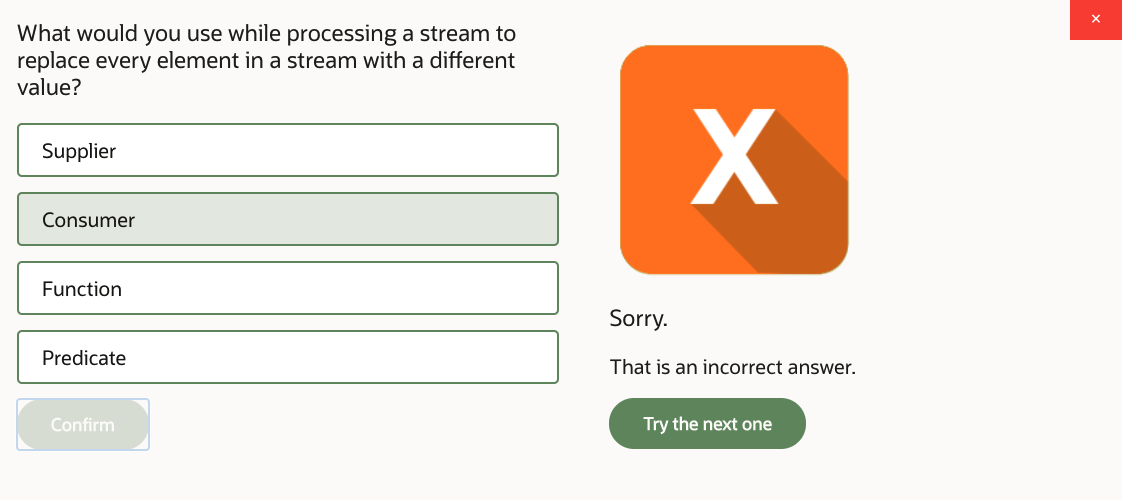 What would you use while processing a stream to
replace every element in a stream with a different
value?
Supplier
Consumer
Function
Predicate
Confirm
×
X
Sorry.
That is an incorrect answer.
Try the next one